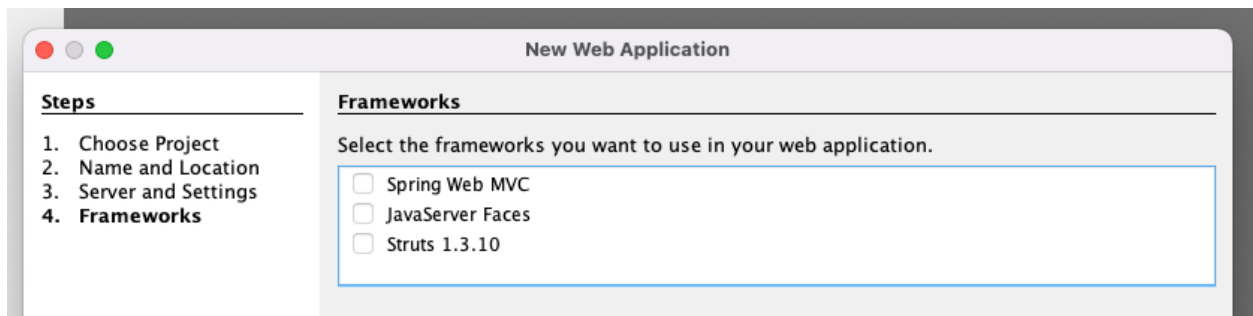 New Web Application
Steps
1. Choose Project
2. Name and Location
3. Server and Settings
4. Frameworks
Frameworks
Select the frameworks you want to use in your web application.
Spring Web MVC
JavaServer Faces
Struts 1.3.10